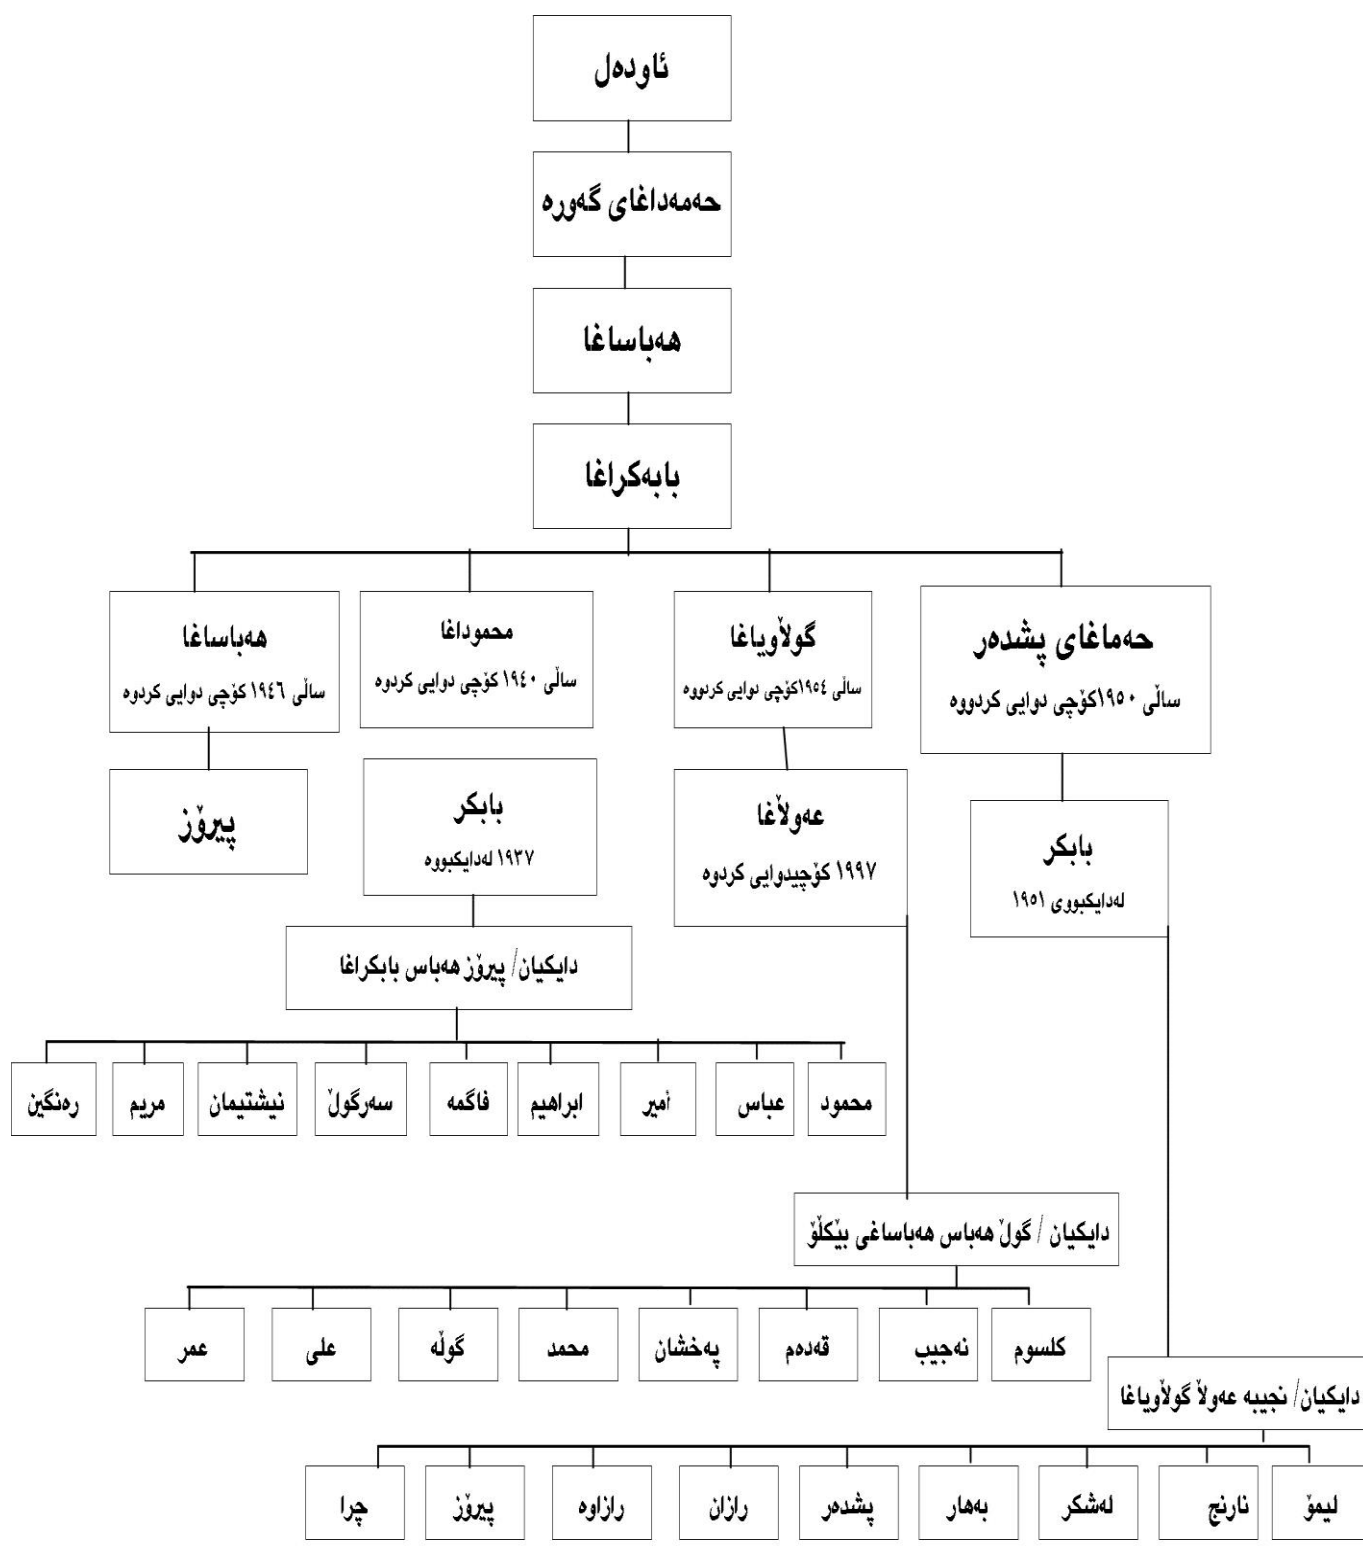 ئاودەل
حەمەداغای گەورە
هەباساغا
بابەکراغا
حەماغای پشدەر
ساڵی ١٩٥٠کۆچی دوایی کردووە
گوڵاویاغا
ساڵی ١٩٥٤کۆچی دوایی کردووە
محموداغا
ساڵی ١٩٤٠ کۆچی دوایی کردوە
هەباساغا
ساڵی ١٩٤٦ کۆچی دوایی کردوە
بابکر
لەدایکبووی ١٩٥١
عەوڵاغا
١٩٩٧ کۆچیدوایی کردوە
بابکر
١٩٣٧ لەدایکبووە
پیرۆز
دایکیان/ پیرۆز هەباس بابکراغا
محمود
عباس
أمیر
ابراهیم
فاگمە
سەرگوڵ
نیشتیمان
مریم
رەنگین
دایکیان / گوڵ هەباس هەباساغی بێکڵۆ
کلسوم
نەجیب
قەدەم
پەخشان
محمد
گوڵە
علی
عمر
دایکیان/ نجیبە عەوڵا گوڵاویاغا
لیمۆ
نارنج
لەشکر
بەهار
پشدەر
رازان
رازاوە
پیرۆز
چرا